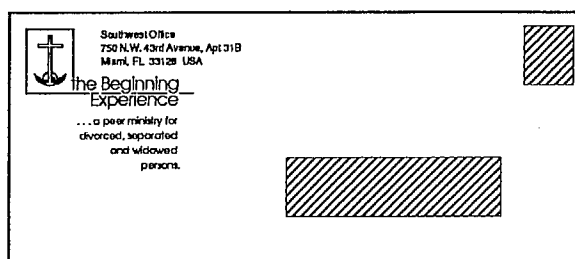 Southwest Office
750 N.W. 43rd Avenue, Apt 31B
Miami, FL 33126 USA
the Beginning
Experience
...a peer ministry for
divorced, separated
and widowed
persons.